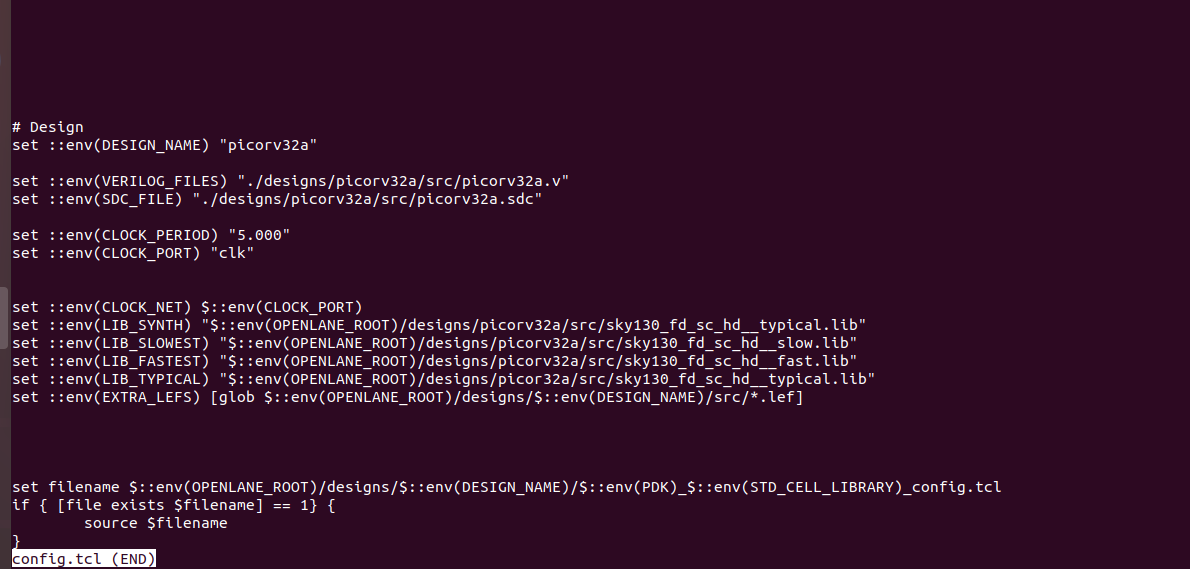 # Design
set ::env(DESIGN_NAME) "picorv32a"
set ::env(VERILOG_FILES) "./designs/picorv32a/src/picorv32a.v"
set ::env(SDC_FILE) "./designs/picorv32a/src/picorv32a.sdc"
set ::env(CLOCK_PERIOD) "5.000"
set ::env(CLOCK_PORT) "clk"
set ::env(CLOCK_NET) $::env(CLOCK_PORT)
set ::env(LIB_SYNTH) "$::env(OPENLANE_ROOT)/designs/picorv32a/src/sky130_fd_sc_hd__typical.lib"
set ::env(LIB_SLOWEST) "$::env(OPENLANE_ROOT)/designs/picorv32a/src/sky130_fd_sc_hd__slow.lib"
set ::env(LIB_FASTEST) "$::env(OPENLANE_ROOT)/designs/picorv32a/src/sky130_fd_sc_hd__fast.lib"
set ::env(LIB_TYPICAL) "$::env(OPENLANE_ROOT)/designs/picor32a/src/sky130_fd_sc_hd__typical.lib"
set ::env(EXTRA_LEFS) [glob $::env(OPENLANE_ROOT)/designs/$::env(DESIGN_NAME)/src/*.lef]
set filename $::env(OPENLANE_ROOT)/designs/$::env(DESIGN_NAME)/$::env(PDK)_$::env(STD_CELL_LIBRARY)_config.tcl
if { [file exists $filename] == 1} {
        source $filename
}
config.tcl (END)